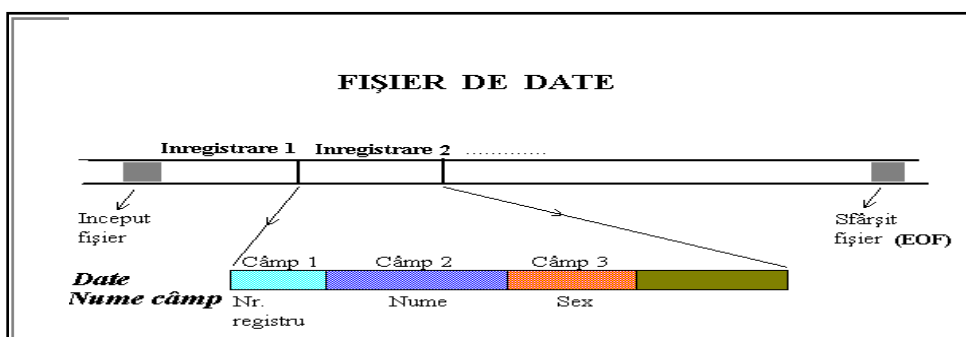 FIŞIER DE DATE
Inregistrare 1 Inregistrare 2 .............
Inceput
fişier
Sfârşit
fişier (EOF)
Câmp 1 Câmp 2 Câmp 3
Date
Nume câmp Nr. Nume Sex
registru